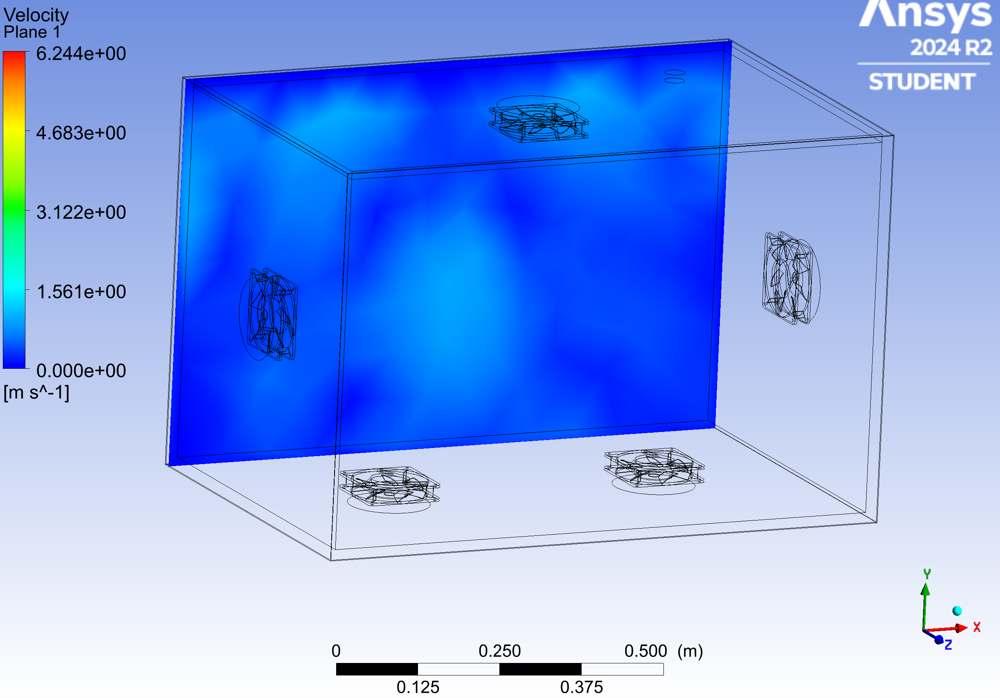 Velocity
Plane 1
6.244e+00
4.683e+00
3.122e+00
1.561e+00
0.000e+00
[m s^-1]
Ansys
2024 R2
STUDENT
Y
X
Z
0 0.250 0.500 (m)
0.125 0.375